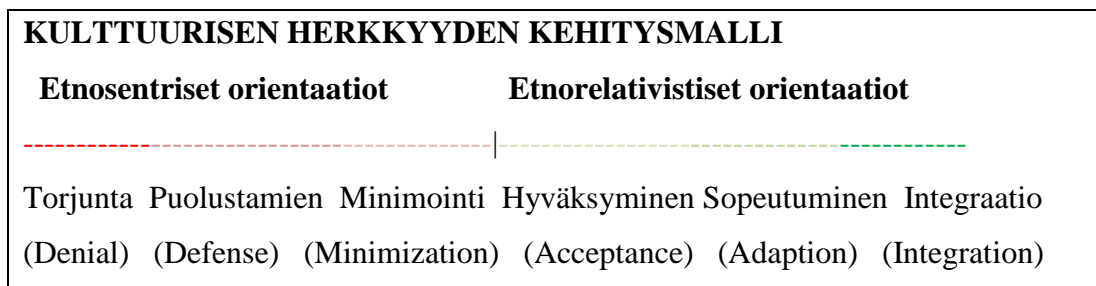 KULTTUURISEN HERKKYYDEN KEHITYSMALLI
Etnosentriset orientaatiot Etnorelativistiset orientaatiot
Torjunta Puolustamien Minimointi Hyväksyminen Sopeutuminen Integraatio
(Denial) (Defense) (Minimization) (Acceptance) (Adaption) (Integration)